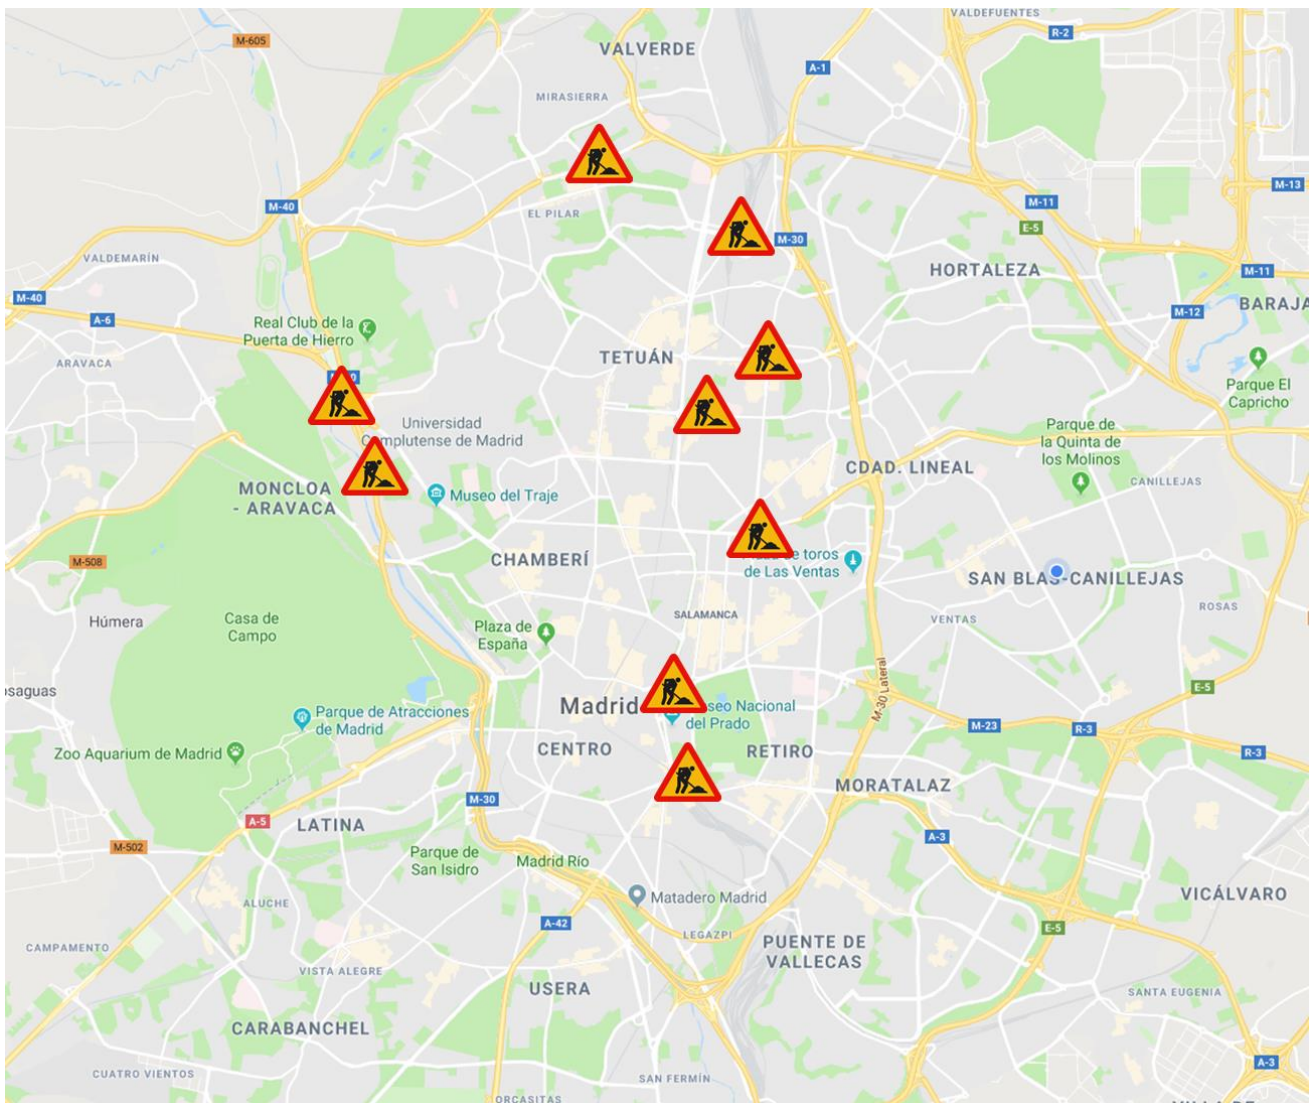 VALDEFUENTES
M-605
R-2
VALVERDE
A-1
MIRASIERRA
M-13
M-40
M-11
EL PILAR
E-5
M-30
VALDEMARÍN
HORTALEZA
M-11
M-40
BARAJA
A-6
M-12
Real Club de la
Puerta de Hierro
TETUÁN
ARAVACA
Parque El
Capricho
Universidad
Complutense de Madrid
Parque de
la Quinta de
los Molinos
CDAD. LINEAL
CANILLEJAS
MONCLOA
- ARAVACA
Museo del Traje
CHAMBERÍ
de toros
de Las Ventas
M-508
SAN BLAS-CANILLEJAS
ROSAS
Húmera
Casa de
Campo
SALAMANCA
VENTAS
Plaza de
España
osaguas
E-5
M-30 Lateral
Parque de Atracciones
de Madrid
Madrid
seo Nacional
del Prado
M-23
R-3
Zoo Aquarium de Madrid
CENTRO
RETIRO
R-3
MORATALAZ
M-30
A-5
LATINA
A-3
M-502
Parque de
San Isidro
Madrid Río
VICÁLVARO
Matadero Madrid
ALUCHE
A-42
E-5
LEGAZPI
CAMPAMENTO
PUENTE DE
VALLECAS
VISTA ALEGRE
USERA
SANTA EUGENIA
CARABANCHEL
A-3
CUATRO VIENTOS
SAN FERMÍN
ORCASITAS
VILLA DE